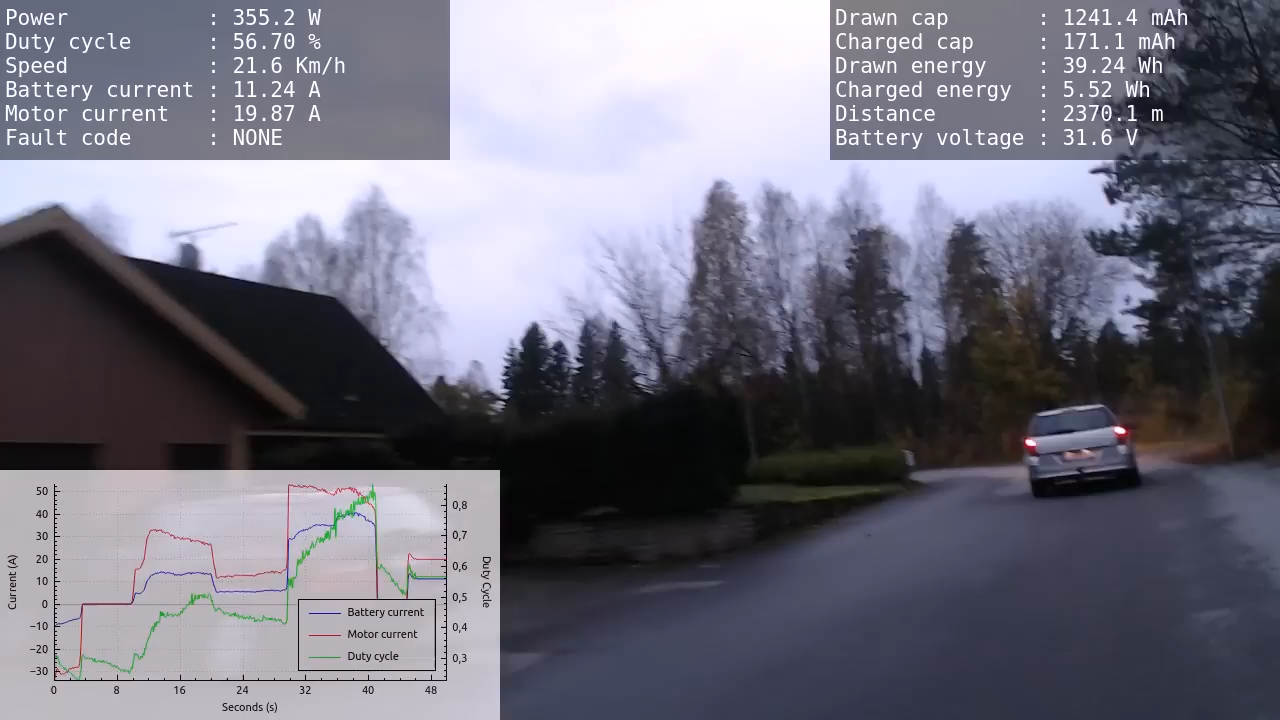 Power : 355.2 W
Duty cycle : 56.70 %
Speed : 21.6 Km/h
Battery current : 11.24 A
Motor current : 19.87 A
Fault code : NONE
Drawn cap : 1241.4 mAh
Charged cap : 171.1 mAh
Drawn energy : 39.24 Wh
Charged energy : 5.52 Wh
Distance : 2370.1 m
Battery voltage : 31.6 V
50
40
30
20
10
0
−10
−20
−30
Current (A)
0,8
0,7
0,6
0,5
0,4
0,3
Duty Cycle
Battery current
Motor current
Duty cycle
0 8 16 24 32 40 48
Seconds (s)